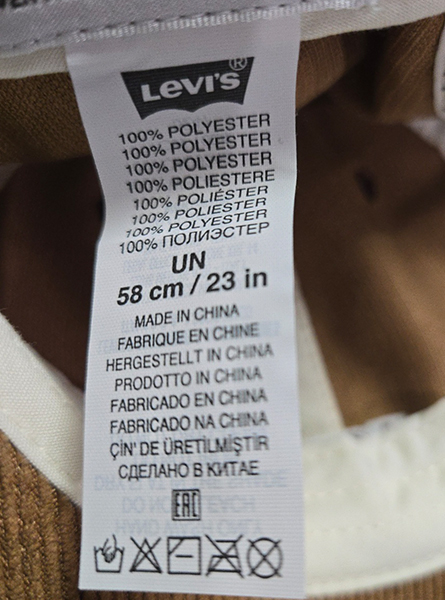 LEVI'S®
100% POLYESTER
100% POLYESTER
100% POLYESTER
100% POLIESTERE
100% POLIÉSTER
100% POLIÉSTER
100% POLYESTER
100% ПОЛИЭСТЕР
UN
58 cm / 23 in
MADE IN CHINA
FABRIQUE EN CHINE
HERGESTELLT IN CHINA
PRODOTTO IN CHINA
FABRICADO EN CHINA
FABRICADO NA CHINA
ÇİN' DE ÜRETİLMİŞTİR
СДЕЛАНО В КИТАЕ
EAC